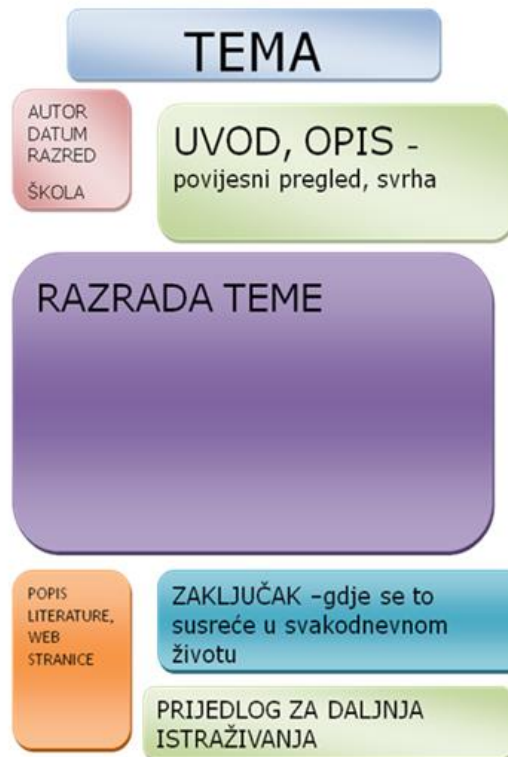 TEMA
AUTOR
DATUM
RAZRED
ŠKOLA
UVOD, OPIS -
povijesni pregled, svrha
RAZRADA TEME
POPIS
LITERATURE,
WEB
STRANICE
ZAKLJUČAK –gdje se to
susreće u svakodnevnom
životu
PRIJEDLOG ZA DALJNJA
ISTRAŽIVANJA